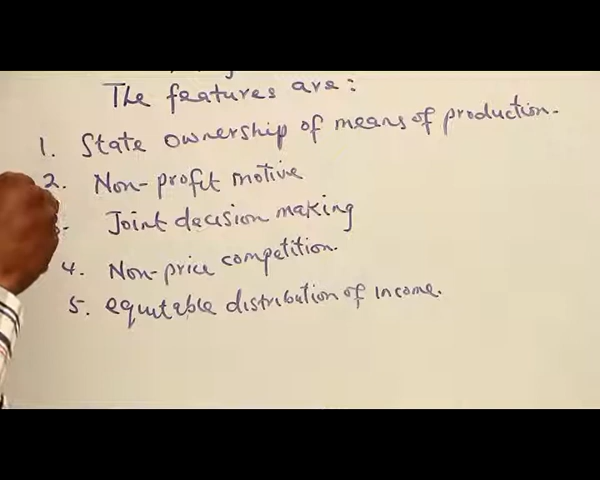 The features are:
1. State ownership of means of production.
2. Non-profit motive
3. Joint decision making
4. Non-price competition.
5. equitable distribution of income.